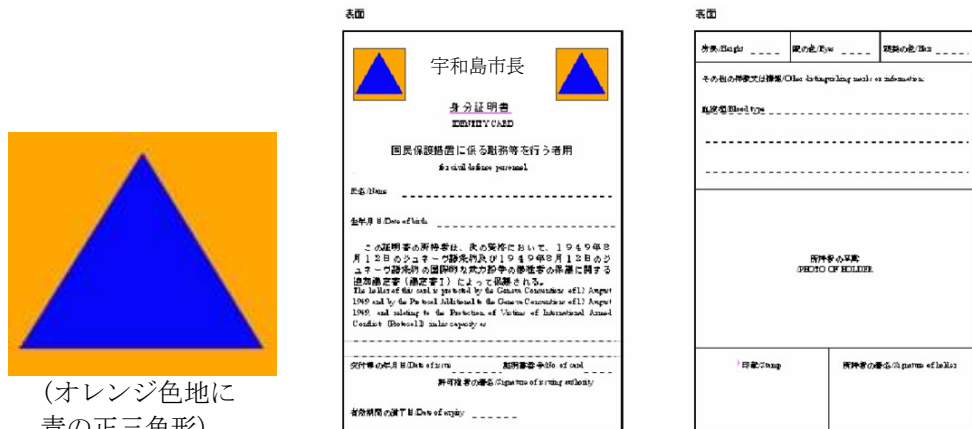 (オレンジ色地に
青の正三角形)
表面
宇和島市長
身分証明書
IDENTITY CARD
国民保護措置に係る職務等を行う者用
for civil defence personnel
氏名/Name
生年月日/Date of birth
この証明書の所持者は、次の資格において、1949年8
月12日のジュネーヴ諸条約及び1949年8月12日のジ
ュネーヴ諸条約の国際的な武力紛争の犠牲者の保護に関する
追加議定書(議定書I)によって保護される。
The holder of this card is protected by the Geneva Conventions of 12 August
1949 and by the Protocol Additional to the Geneva Conventions of 12 August
1949, and relating to the Protection of Victims of International Armed
Conflict (Protocol I) in his capacity as
交付等の年月日/Date of issue 証明書番号/No. of card
許可権者の署名/Signature of issuing authority
有効期間の満了日/Date of expiry
表面
身長/Height 眼の色/Eyes 頭髪の色/Hair
その他の特徴又は情報/Other distinguishing marks or information:
血液型/Blood type
所持者の写真
/PHOTO OF HOLDER
印章/Stamp 所持者の署名/Signature of holder